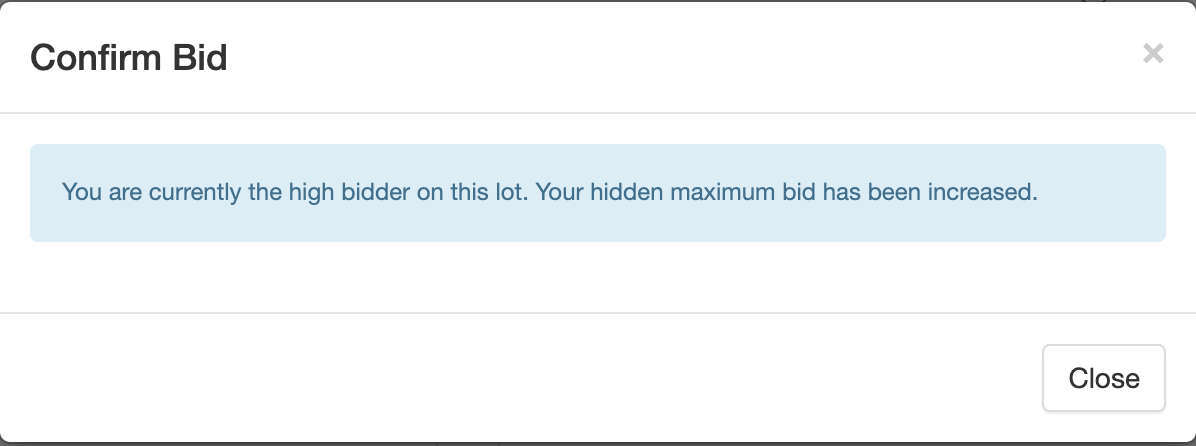 Confirm Bid
×
You are currently the high bidder on this lot. Your hidden maximum bid has been increased.
Close